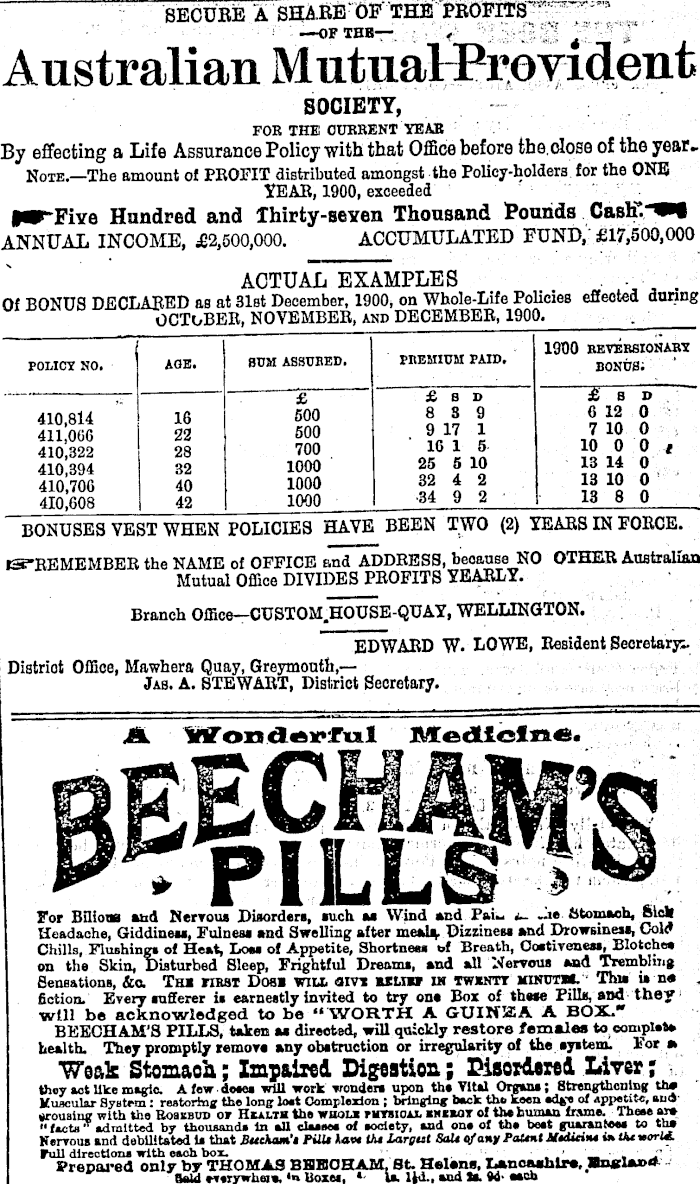 SECURE A SHARE OF THE PROFITS
—OF THE—
Australian Mutual Provident
SOCIETY,
FOR THE CURRENT YEAR
By effecting a Life Assurance Policy with that Office before the close of the year.
NOTE.—The amount of PROFIT distributed amongst the Policy-holders for the ONE
YEAR, 1900, exceeded
Five Hundred and Thirty-seven Thousand Pounds Cash.
ANNUAL INCOME, £2,500,000. ACCUMULATED FUND, £17,500,000
ACTUAL EXAMPLES
Of BONUS DECLARED as at 31st December, 1900, on Whole-Life Policies effected during
OCTOBER, NOVEMBER, AND DECEMBER, 1900.
POLICY NO. AGE. SUM ASSURED. PREMIUM PAID. 1900 REVERSIONARY
BONUS.
£ £ S D £ S D
410,814 16 500 8 3 9 6 12 0
411,066 22 500 9 17 1 7 10 0
410,322 28 700 16 1 5 10 0 0
410,394 32 1000 25 5 10 13 14 0
410,706 40 1000 32 4 2 13 10 0
410,608 42 1000 34 9 2 13 8 0
BONUSES VEST WHEN POLICIES HAVE BEEN TWO (2) YEARS IN FORCE.
☞REMEMBER the NAME of OFFICE and ADDRESS, because NO OTHER Australian
Mutual Office DIVIDES PROFITS YEARLY.
Branch Office—CUSTOM HOUSE-QUAY, WELLINGTON.
EDWARD W. LOWE, Resident Secretary.
District Office, Mawhera Quay, Greymouth,—
JAS. A. STEWART, District Secretary.
A Wonderful Medicine.
BEECHAM'S
PILLS
For Bilious and Nervous Disorders, such as Wind and Pain the Stomach, Sick
Headache, Giddiness, Fulness and Swelling after meals, Dizziness and Drowsiness, Cold
Chills, Flushings of Heat, Loss of Appetite, Shortness of Breath, Costiveness, Blotches
on the Skin, Disturbed Sleep, Frightful Dreams, and all Nervous and Trembling
Sensations, &c. THE FIRST DOSE WILL GIVE RELIEF IN TWENTY MINUTES. This is no
fiction. Every sufferer is earnestly invited to try one Box of these Pills, and they
will be acknowledged to be "WORTH A GUINEA A BOX."
BEECHAM'S PILLS, taken as directed, will quickly restore females to complete
health. They promptly remove any obstruction or irregularity of the system. For a
Weak Stomach; Impaired Digestion; Disordered Liver;
they act like magic. A few doses will work wonders upon the Vital Organs; Strengthening the
Muscular System; restoring the long lost Complexion; bringing back the keen edge of appetite, and
arousing with the ROSEBUD OF HEALTH the WHOLE PHYSICAL ENERGY of the human frame. These are
"facts" admitted by thousands in all classes of society, and one of the best guarantees to the
Nervous and debilitated is that Beecham's Pills have the Largest Sale of any Patent Medicine in the world.
Full directions with each box.
Prepared only by THOMAS BEECHAM, St. Helens, Lancashire, England
Sold everywhere, in Boxes, 1s. 1½d., and 2s. 9d. each